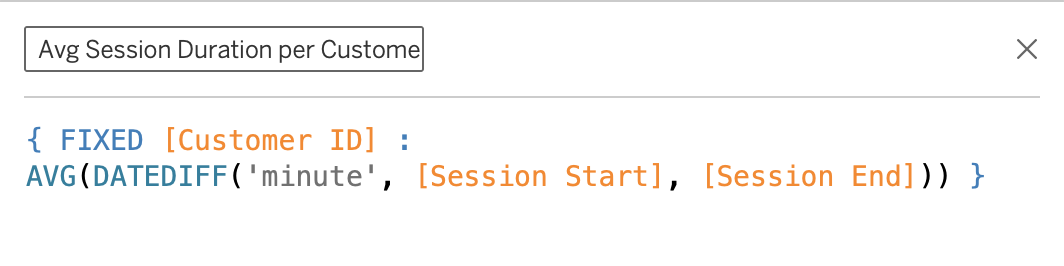 Avg Session Duration per Custome
{ FIXED [Customer ID] :
AVG(DATEDIFF('minute', [Session Start], [Session End])) }